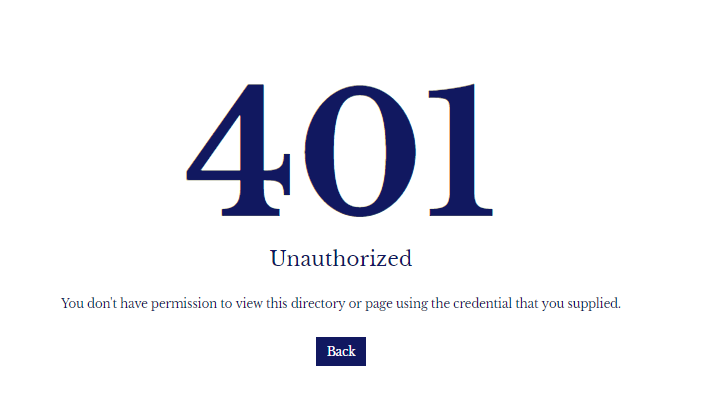 401
Unauthorized
You don't have permission to view this directory or page using the credential that you supplied.
Back